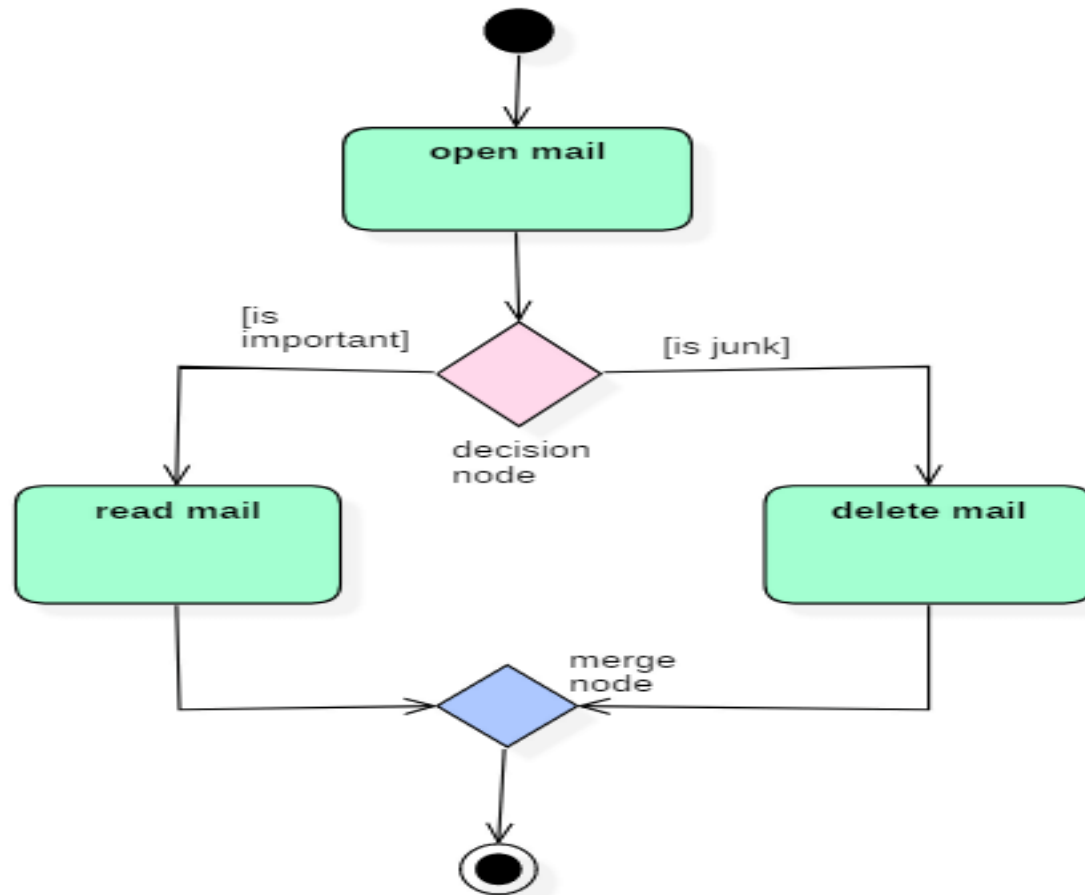 open mail
[is
important]
[is junk]
decision
node
read mail
delete mail
merge
node